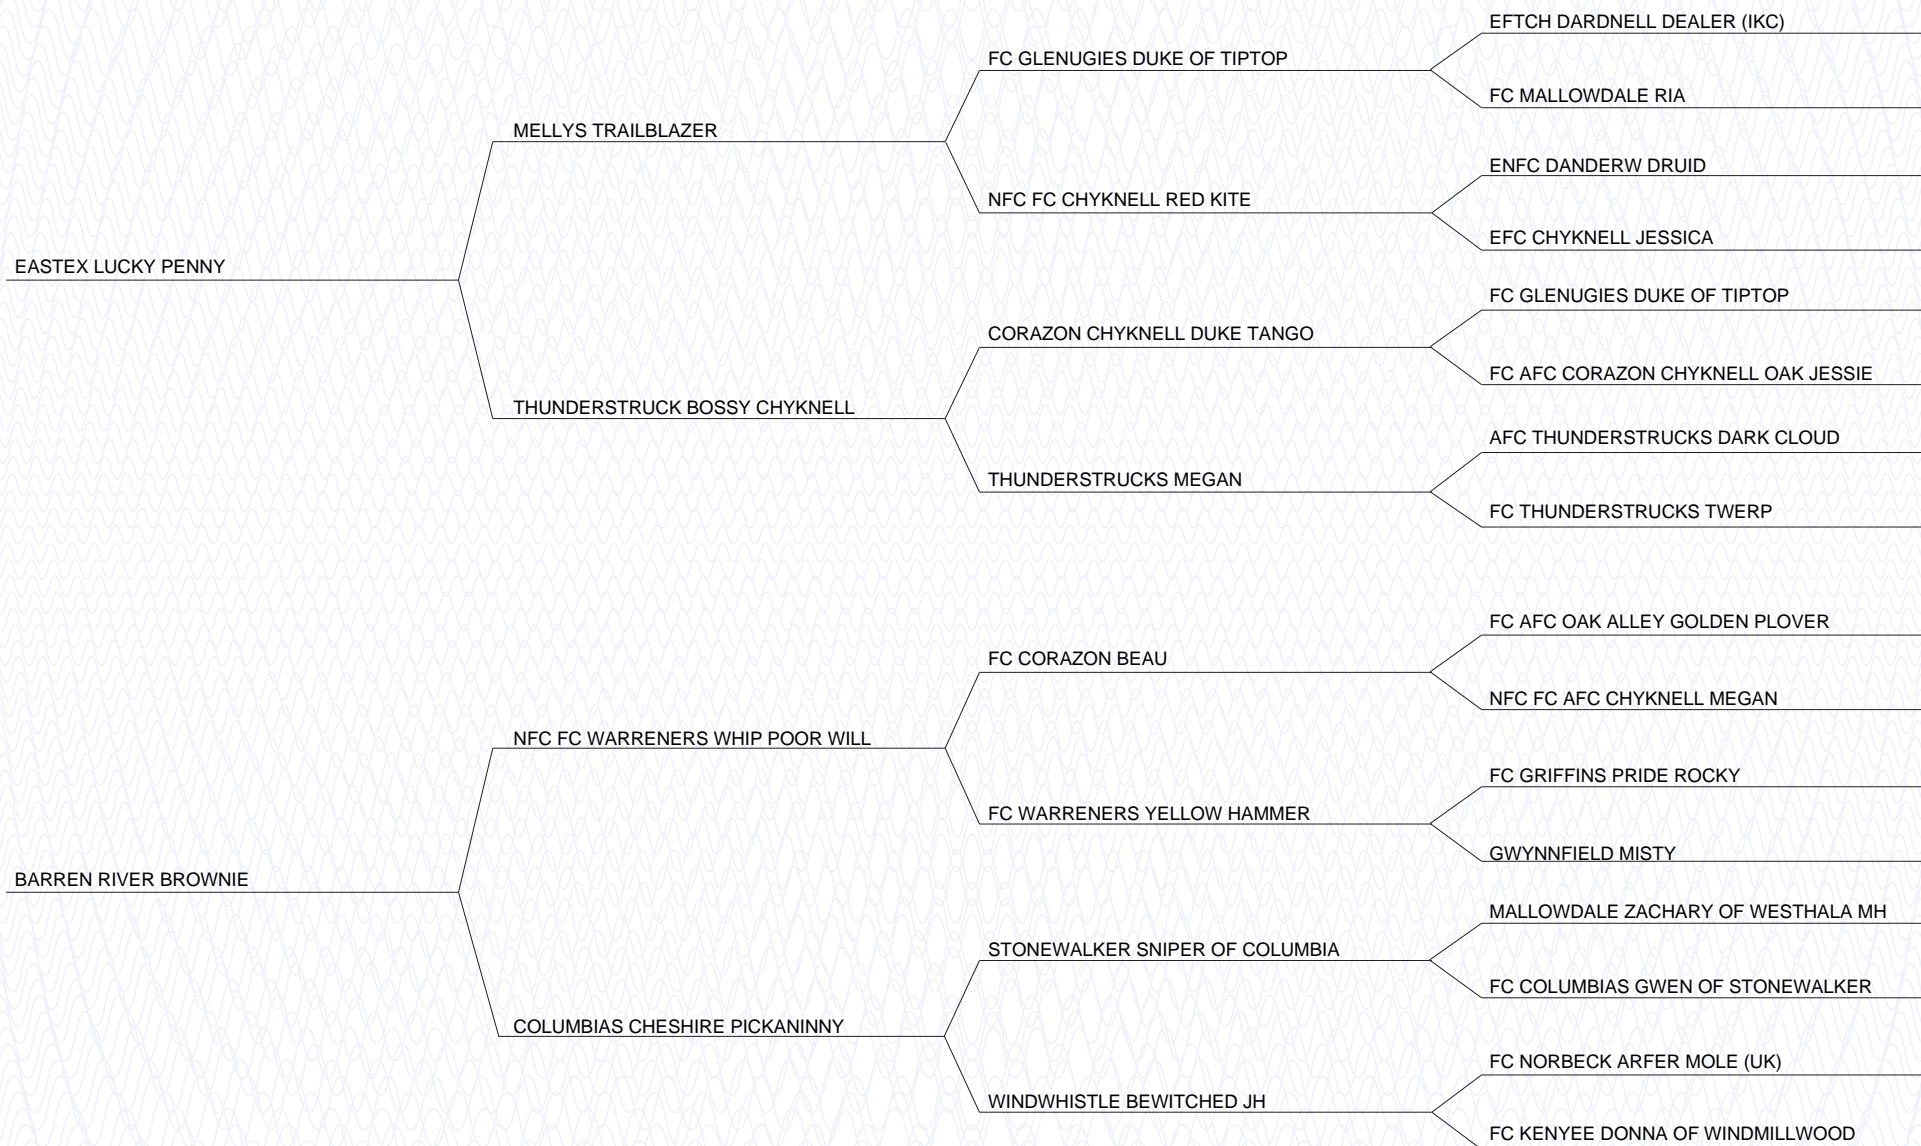 EFTCH DARDNELL DEALER (IKC)
FC GLENUGIES DUKE OF TIPTOP
FC MALLOWDALE RIA
MELLYS TRAILBLAZER
ENFC DANDERW DRUID
NFC FC CHYKNELL RED KITE
EFC CHYKNELL JESSICA
EASTEX LUCKY PENNY
FC GLENUGIES DUKE OF TIPTOP
CORAZON CHYKNELL DUKE TANGO
FC AFC CORAZON CHYKNELL OAK JESSIE
THUNDERSTRUCK BOSSY CHYKNELL
AFC THUNDERSTRUCKS DARK CLOUD
THUNDERSTRUCKS MEGAN
FC THUNDERSTRUCKS TWERP
FC AFC OAK ALLEY GOLDEN PLOVER
FC CORAZON BEAU
NFC FC AFC CHYKNELL MEGAN
NFC FC WARRENERS WHIP POOR WILL
FC GRIFFINS PRIDE ROCKY
FC WARRENERS YELLOW HAMMER
GWYNNFIELD MISTY
BARREN RIVER BROWNIE
MALLOWDALE ZACHARY OF WESTHALA MH
STONEWALKER SNIPER OF COLUMBIA
FC COLUMBIAS GWEN OF STONEWALKER
COLUMBIAS CHESHIRE PICKANINNY
FC NORBECK ARFER MOLE (UK)
WINDWHISTLE BEWITCHED JH
FC KENYEE DONNA OF WINDMILLWOOD